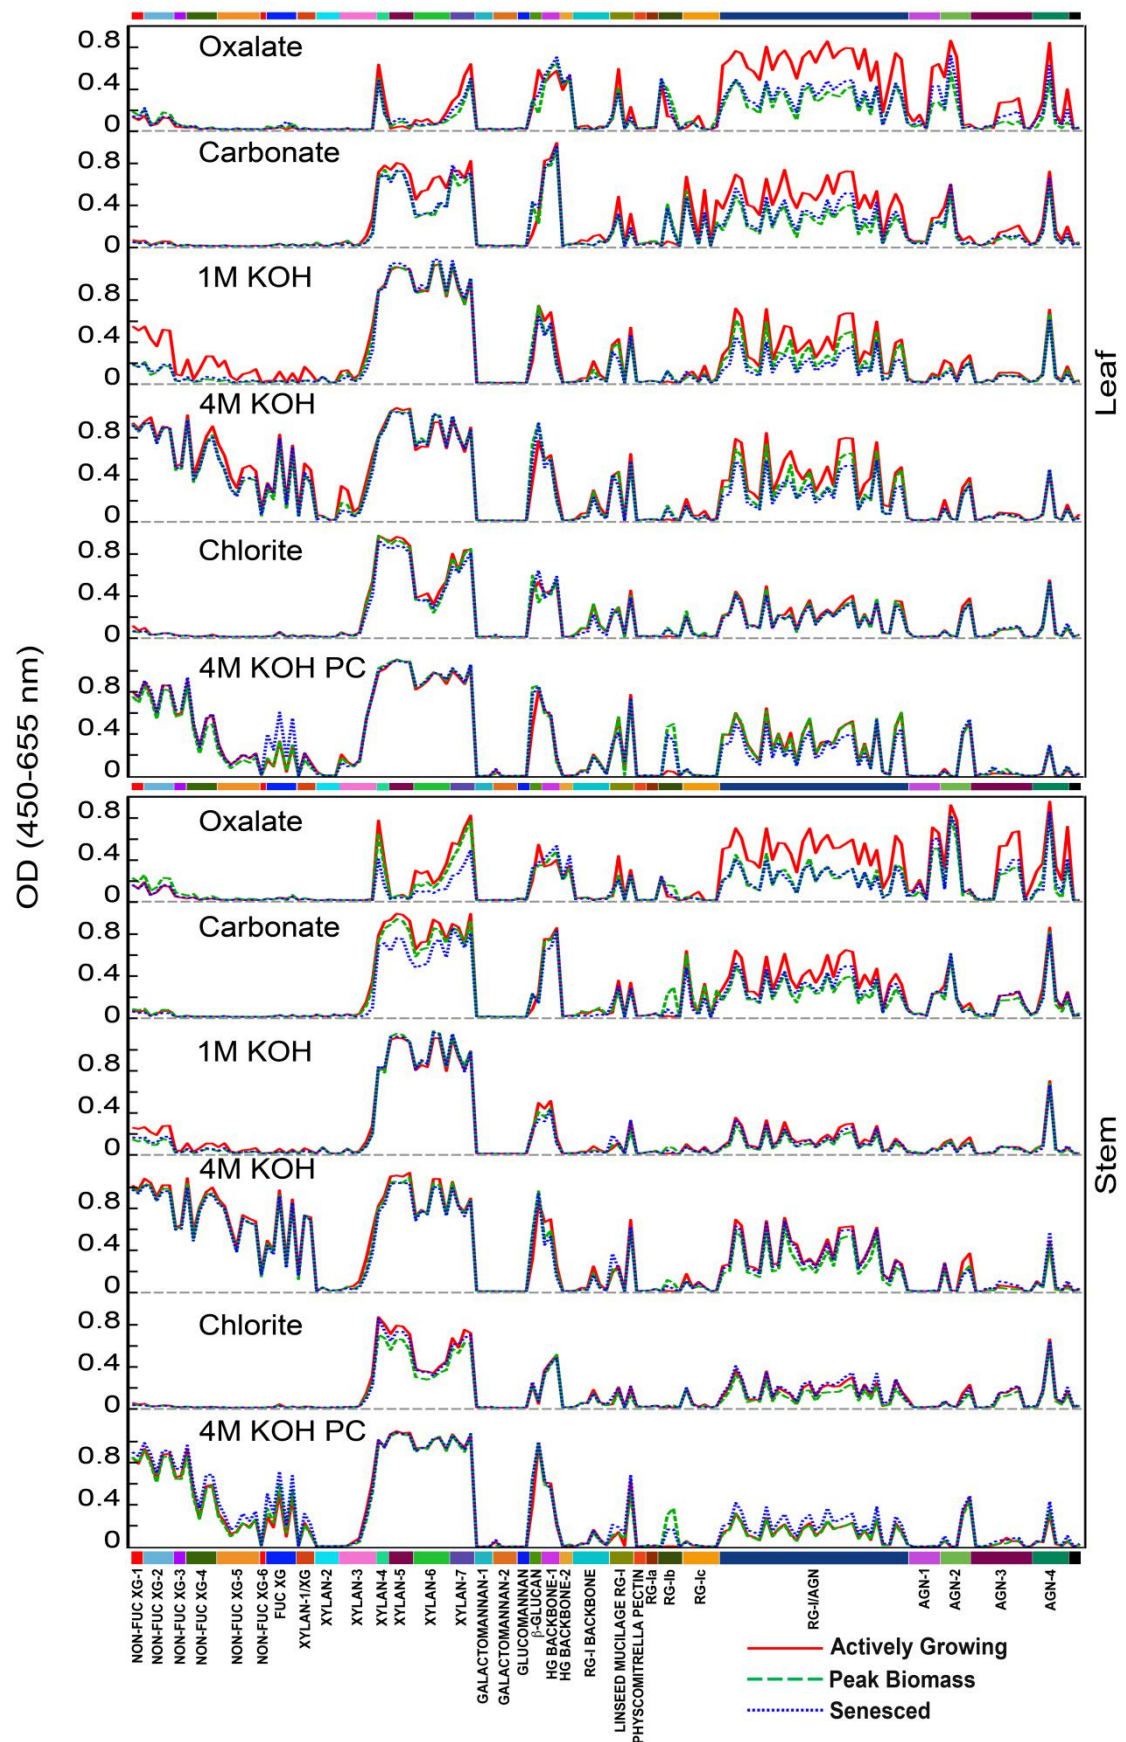 0.8
0.4
0
Oxalate
0.8
0.4
0
Carbonate
0.8
0.4
0
1M KOH
0.8
0.4
0
4M KOH
0.8
0.4
0
Chlorite
0.8
0.4
0
4M KOH PC
Leaf
OD (450-655 nm)
0.8
0.4
0
Oxalate
0.8
0.4
0
Carbonate
0.8
0.4
0
1M KOH
0.8
0.4
0
4M KOH
0.8
0.4
0
Chlorite
0.8
0.4
0
4M KOH PC
Stem
NON-FUC XG-1
NON-FUC XG-2
NON-FUC XG-3
NON-FUC XG-4
NON-FUC XG-5
NON-FUC XG-6
FUC XG
XYLAN-1/XG
XYLAN-2
XYLAN-3
XYLAN-4
XYLAN-5
XYLAN-6
XYLAN-7
GALACTOMANNAN-1
GALACTOMANNAN-2
GLUCOMANNAN
β-GLUCAN
HG BACKBONE-1
HG BACKBONE-2
RG-I BACKBONE
LINSEED MUCILAGE RG-I
PHYSCOMITRELLA PECTIN
RG-Ia
RG-Ib
RG-Ic
RG-I/AGN
AGN-1
AGN-2
AGN-3
AGN-4
Actively Growing
Peak Biomass
Senesced